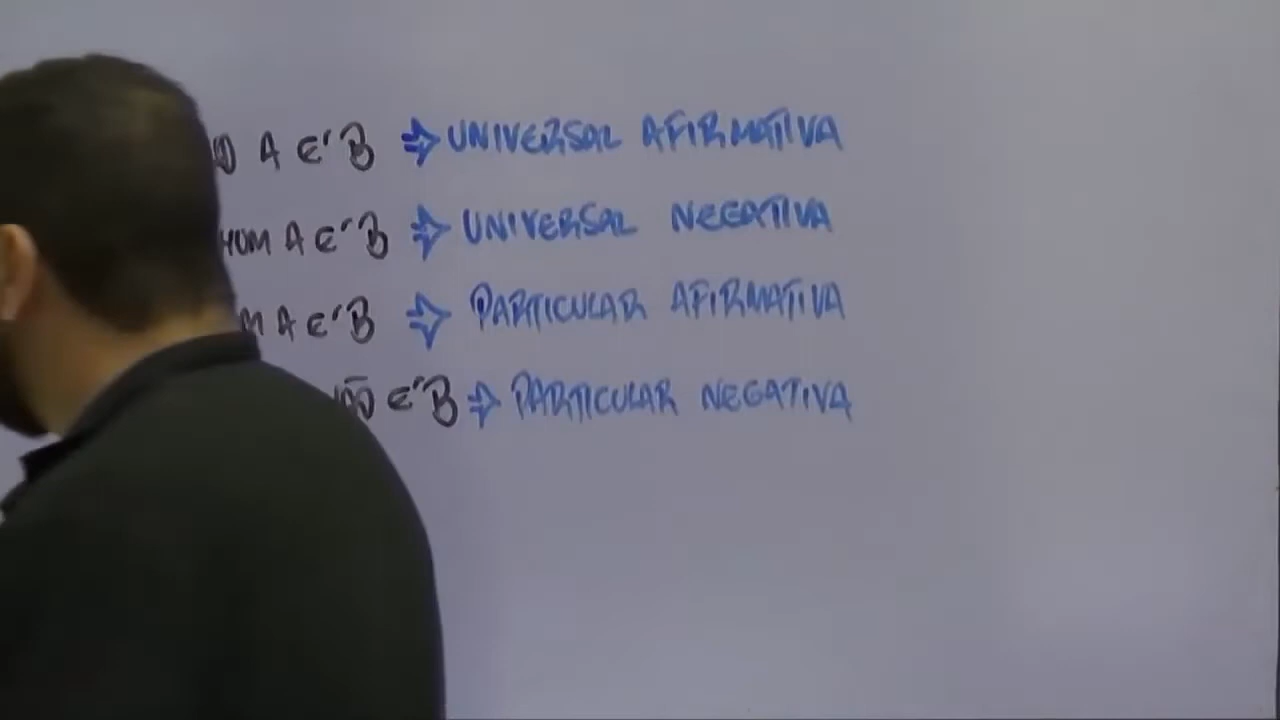 A É B ⇒ UNIVERSAL AFIRMATIVA
A É B ⇒ UNIVERSAL NEGATIVA
A É B ⇒ PARTICULAR AFIRMATIVA
É B ⇒ PARTICULAR NEGATIVA